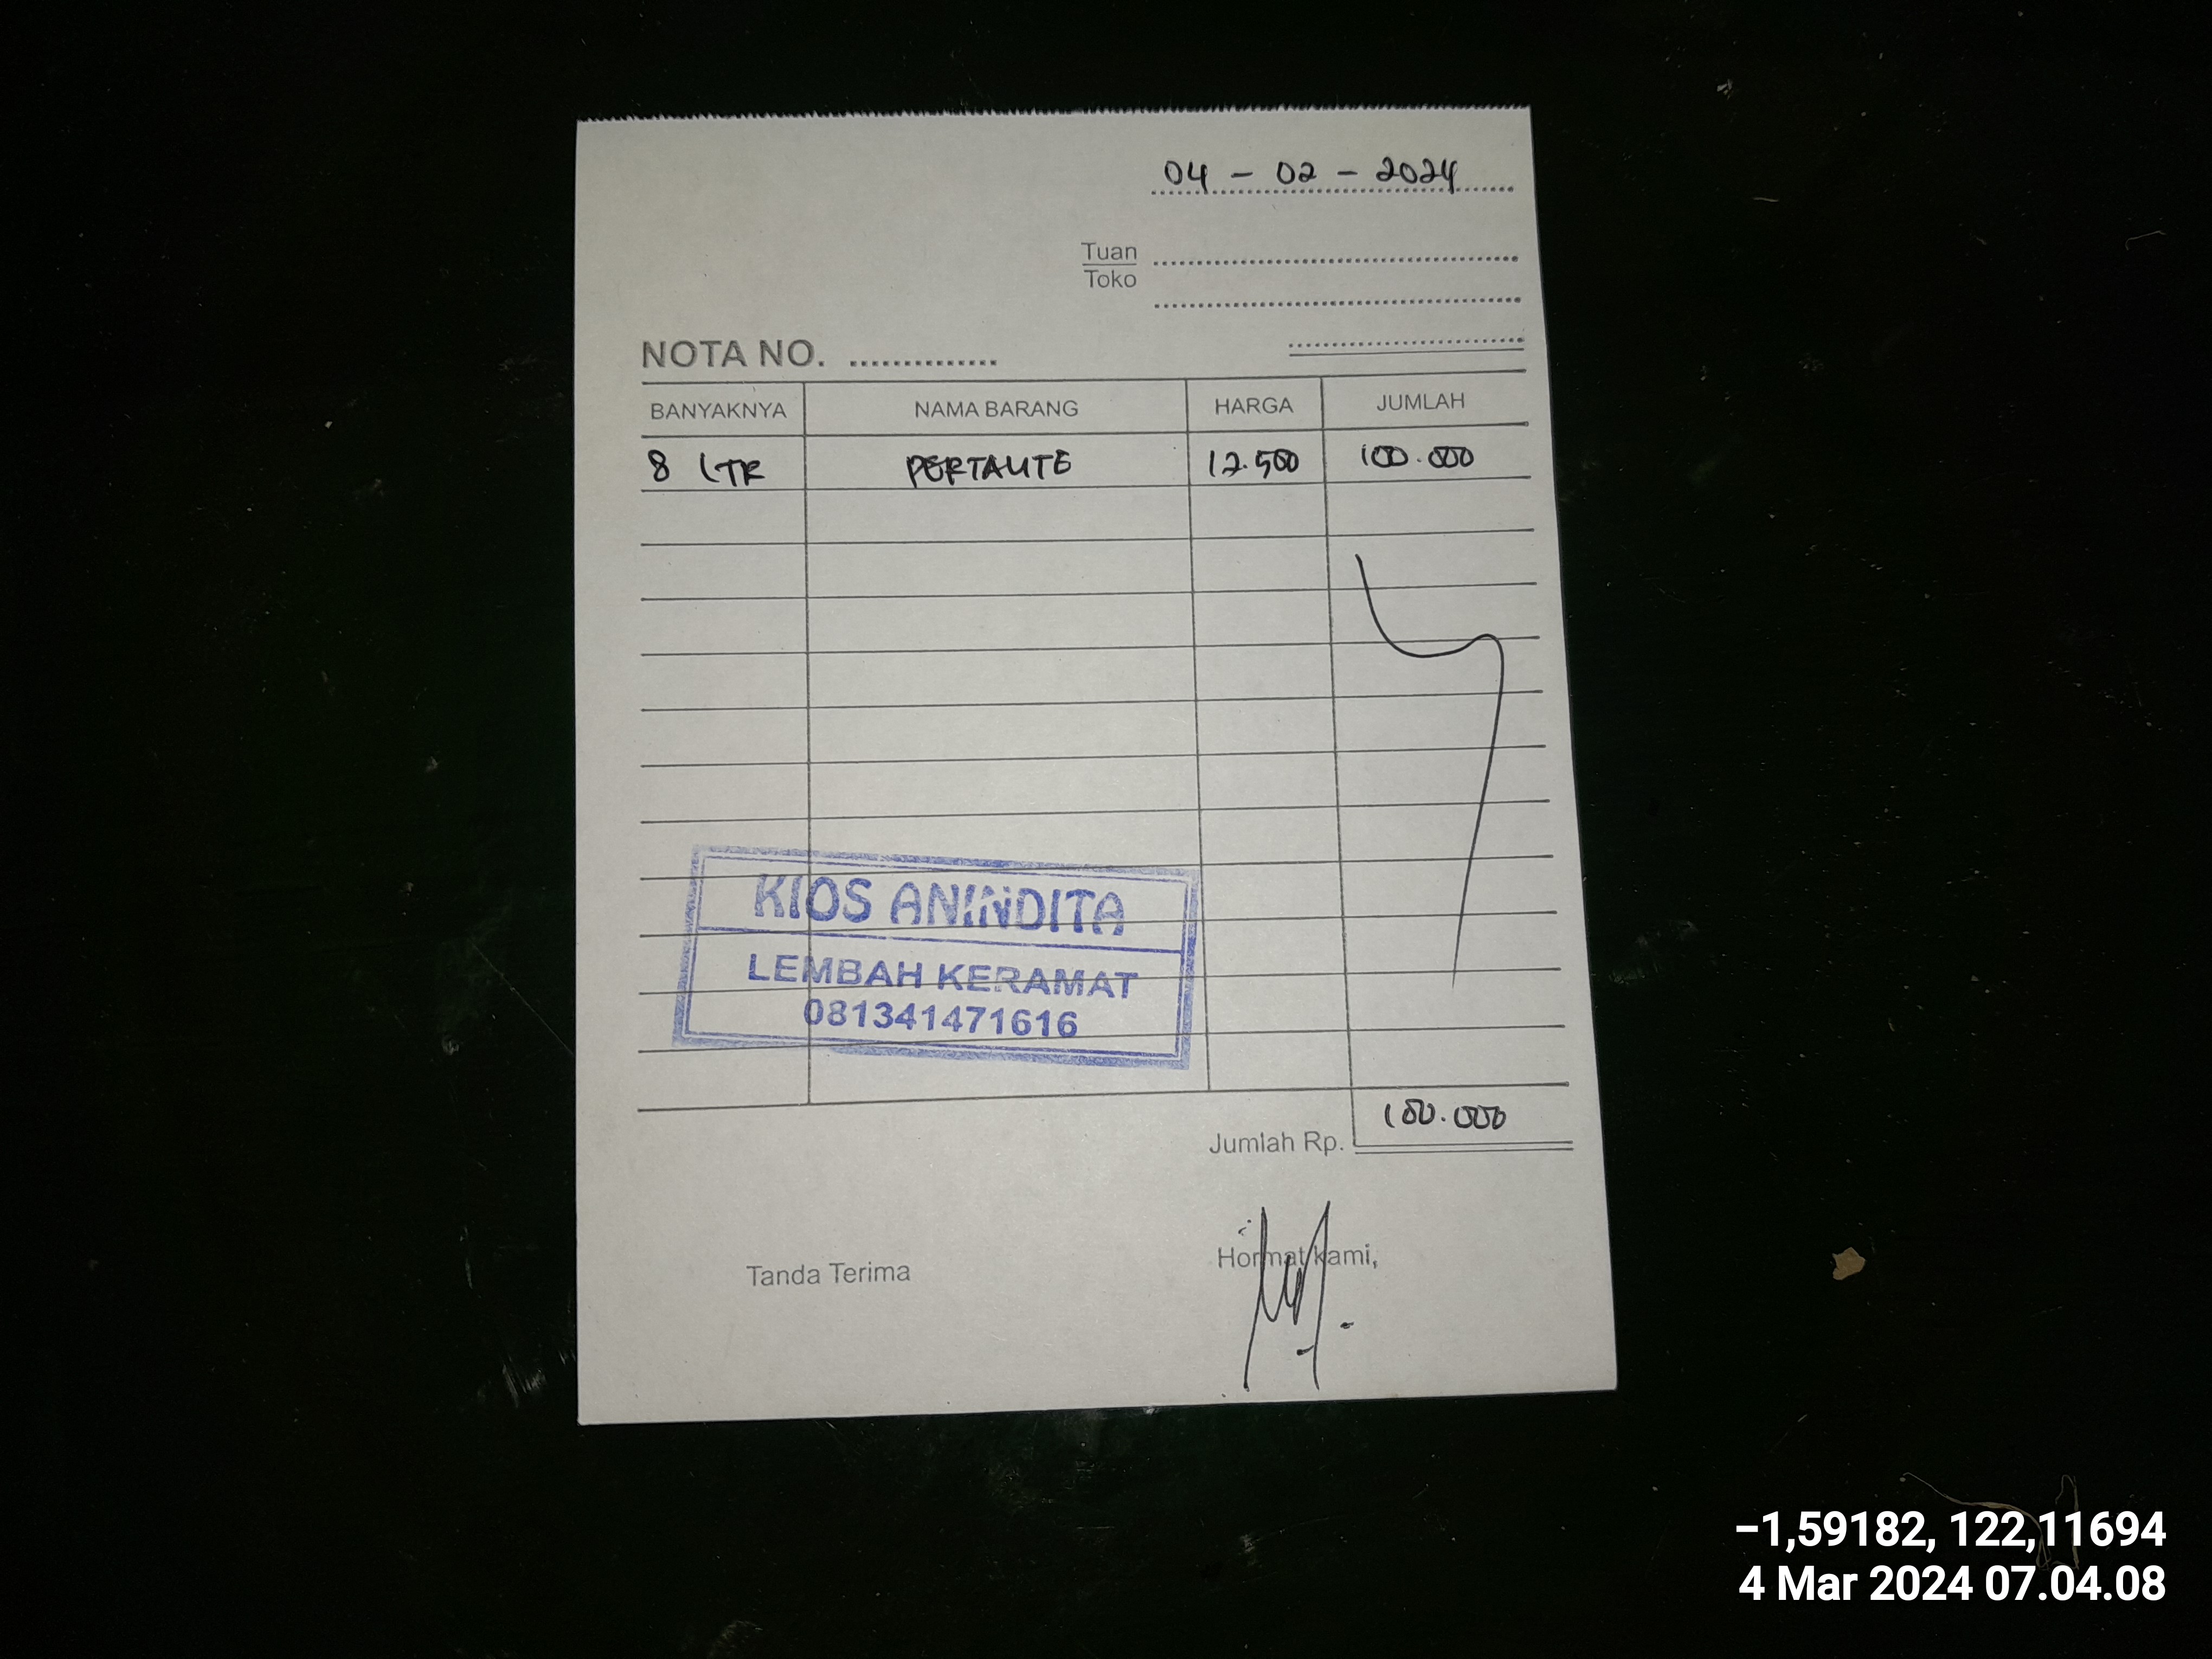 04 - 02 - 2024
Tuan
Toko
NOTA NO. ..............
BANYAKNYA NAMA BARANG HARGA JUMLAH
8 LTR PERTALITE 12.500 100.000
KIOS ANINDITA
LEMBAH KERAMAT
081341471616
Jumlah Rp. 100.000
Tanda Terima Hormat kami,
−1,59182, 122,11694
4 Mar 2024 07.04.08